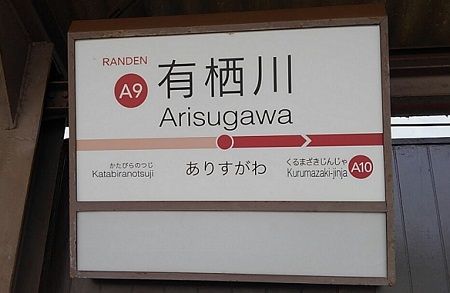 RANDEN
A9
有栖川
Arisugawa
かたびらのつじ
Katabiranotsuji
ありすがわ
くるまざきじんじゃ
Kurumazaki-jinja
A10